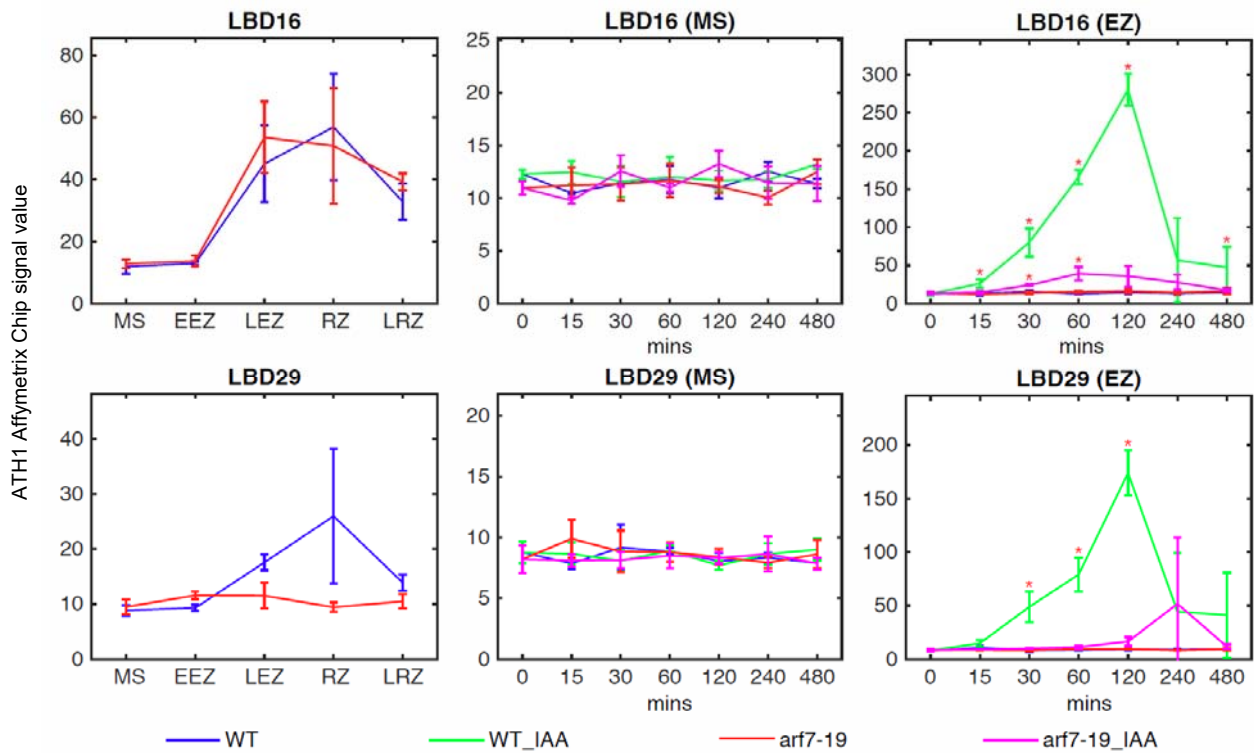 LBD16
LBD16 (MS)
LBD16 (EZ)
ATH1 Affymetrix Chip signal value
80
60
40
20
0
MS EEZ LEZ RZ LRZ
25
20
15
10
5
0
0 15 30 60 120 240 480
mins
300
250
200
150
100
50
0
* * * * * * *
0 15 30 60 120 240 480
mins
LBD29
LBD29 (MS)
LBD29 (EZ)
40
30
20
10
0
MS EEZ LEZ RZ LRZ
20
15
10
5
0
0 15 30 60 120 240 480
mins
200
150
100
50
0
* * *
0 15 30 60 120 240 480
mins
WT WT_IAA arf7-19 arf7-19_IAA